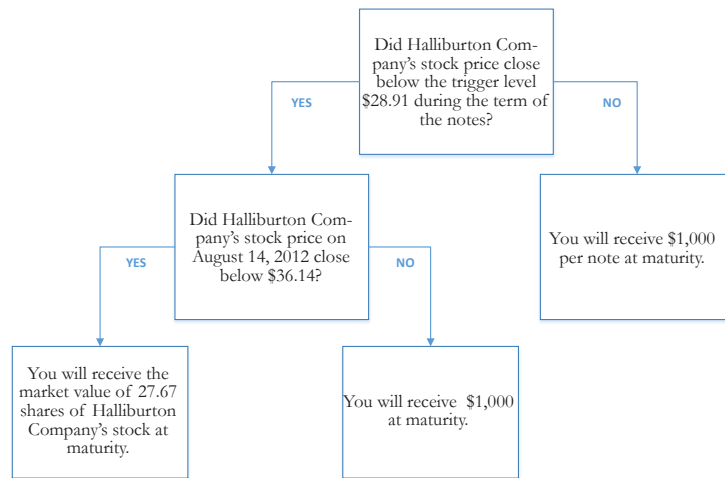 Did Halliburton Com-
pany's stock price close
below the trigger level
$28.91 during the term of
the notes?
YES
NO
Did Halliburton Com-
pany's stock price on
August 14, 2012 close
below $36.14?
You will receive $1,000
per note at maturity.
YES
NO
You will receive the
market value of 27.67
shares of Halliburton
Company's stock at
maturity.
You will receive $1,000
at maturity.